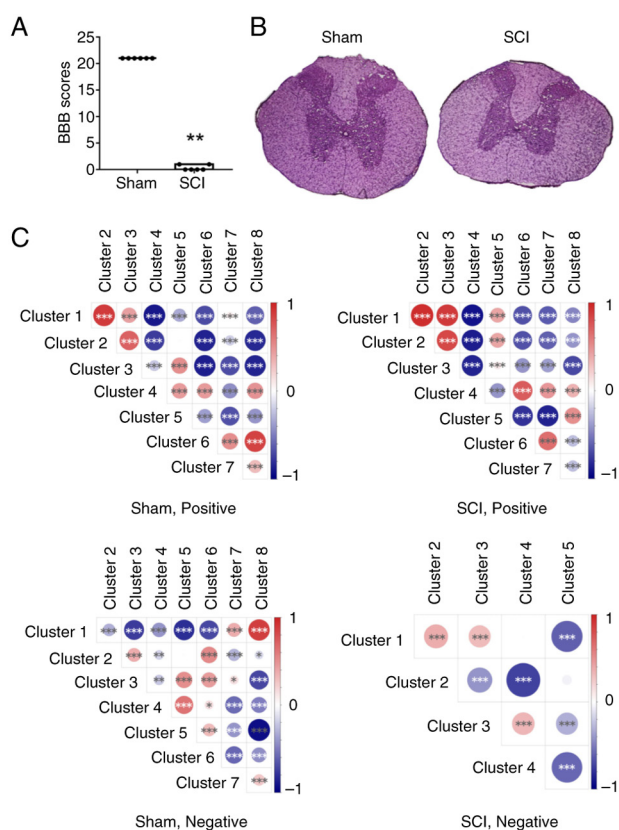 A
B
25
20
15
10
5
0
BBB scores
**
Sham
SCI
Sham
SCI
C
Cluster 2
Cluster 3
Cluster 4
Cluster 5
Cluster 6
Cluster 7
Cluster 8
Cluster 1
*** *** *** *** *** *** ***
Cluster 2
*** *** *** *** ***
Cluster 3
*** *** *** *** ***
Cluster 4
*** *** *** ***
Cluster 5
*** *** ***
Cluster 6
*** ***
Cluster 7
***
1
0
−1
Sham, Positive
Cluster 2
Cluster 3
Cluster 4
Cluster 5
Cluster 6
Cluster 7
Cluster 8
Cluster 1
*** *** *** *** *** *** ***
Cluster 2
*** *** *** *** *** ***
Cluster 3
*** *** *** *** ***
Cluster 4
*** *** *** ***
Cluster 5
*** *** ***
Cluster 6
*** ***
Cluster 7
***
1
0
−1
SCI, Positive
Cluster 2
Cluster 3
Cluster 4
Cluster 5
Cluster 6
Cluster 7
Cluster 8
Cluster 1
*** *** *** *** *** *** ***
Cluster 2
*** ** *** *** *
Cluster 3
** *** *** * ***
Cluster 4
*** * *** ***
Cluster 5
*** *** ***
Cluster 6
*** ***
Cluster 7
***
1
0
−1
Sham, Negative
Cluster 2
Cluster 3
Cluster 4
Cluster 5
Cluster 1
*** *** ***
Cluster 2
*** ***
Cluster 3
*** ***
Cluster 4
***
1
0
−1
SCI, Negative